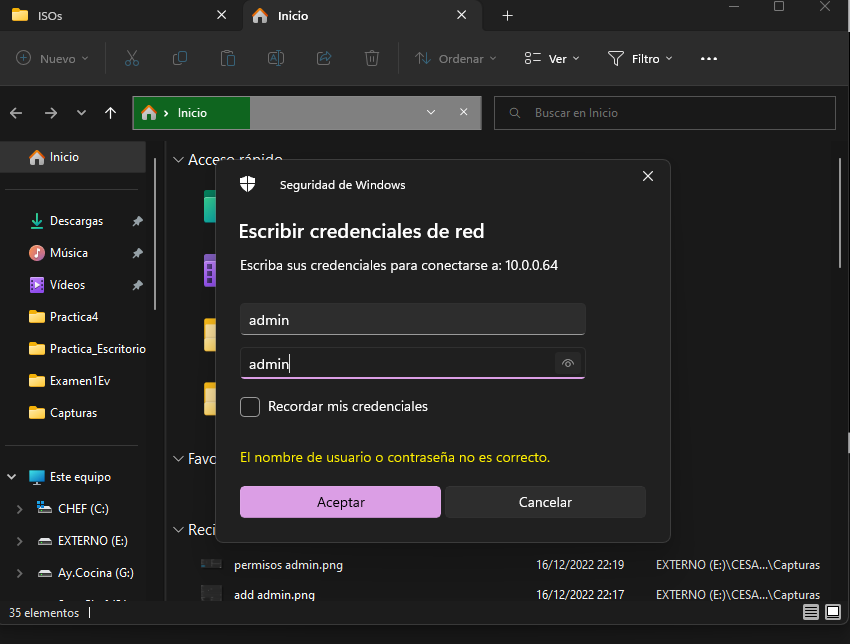 ISOs
Inicio
Nuevo
Ordenar
Ver
Filtro
Inicio
Buscar en Inicio
Inicio
Acceso rápido
Descargas
Música
Vídeos
Practica4
Practica_Escritorio
Examen1Ev
Capturas
Seguridad de Windows
Escribir credenciales de red
Escriba sus credenciales para conectarse a: 10.0.0.64
admin
admin
Recordar mis credenciales
El nombre de usuario o contraseña no es correcto.
Aceptar
Cancelar
Favo
Reci
Este equipo
CHEF (C:)
EXTERNO (E:)
Ay.Cocina (G:)
permisos admin.png 16/12/2022 22:19 EXTERNO (E:)\CESA...\Capturas
add admin.png 16/12/2022 22:17 EXTERNO (E:)\CESA...\Capturas
35 elementos